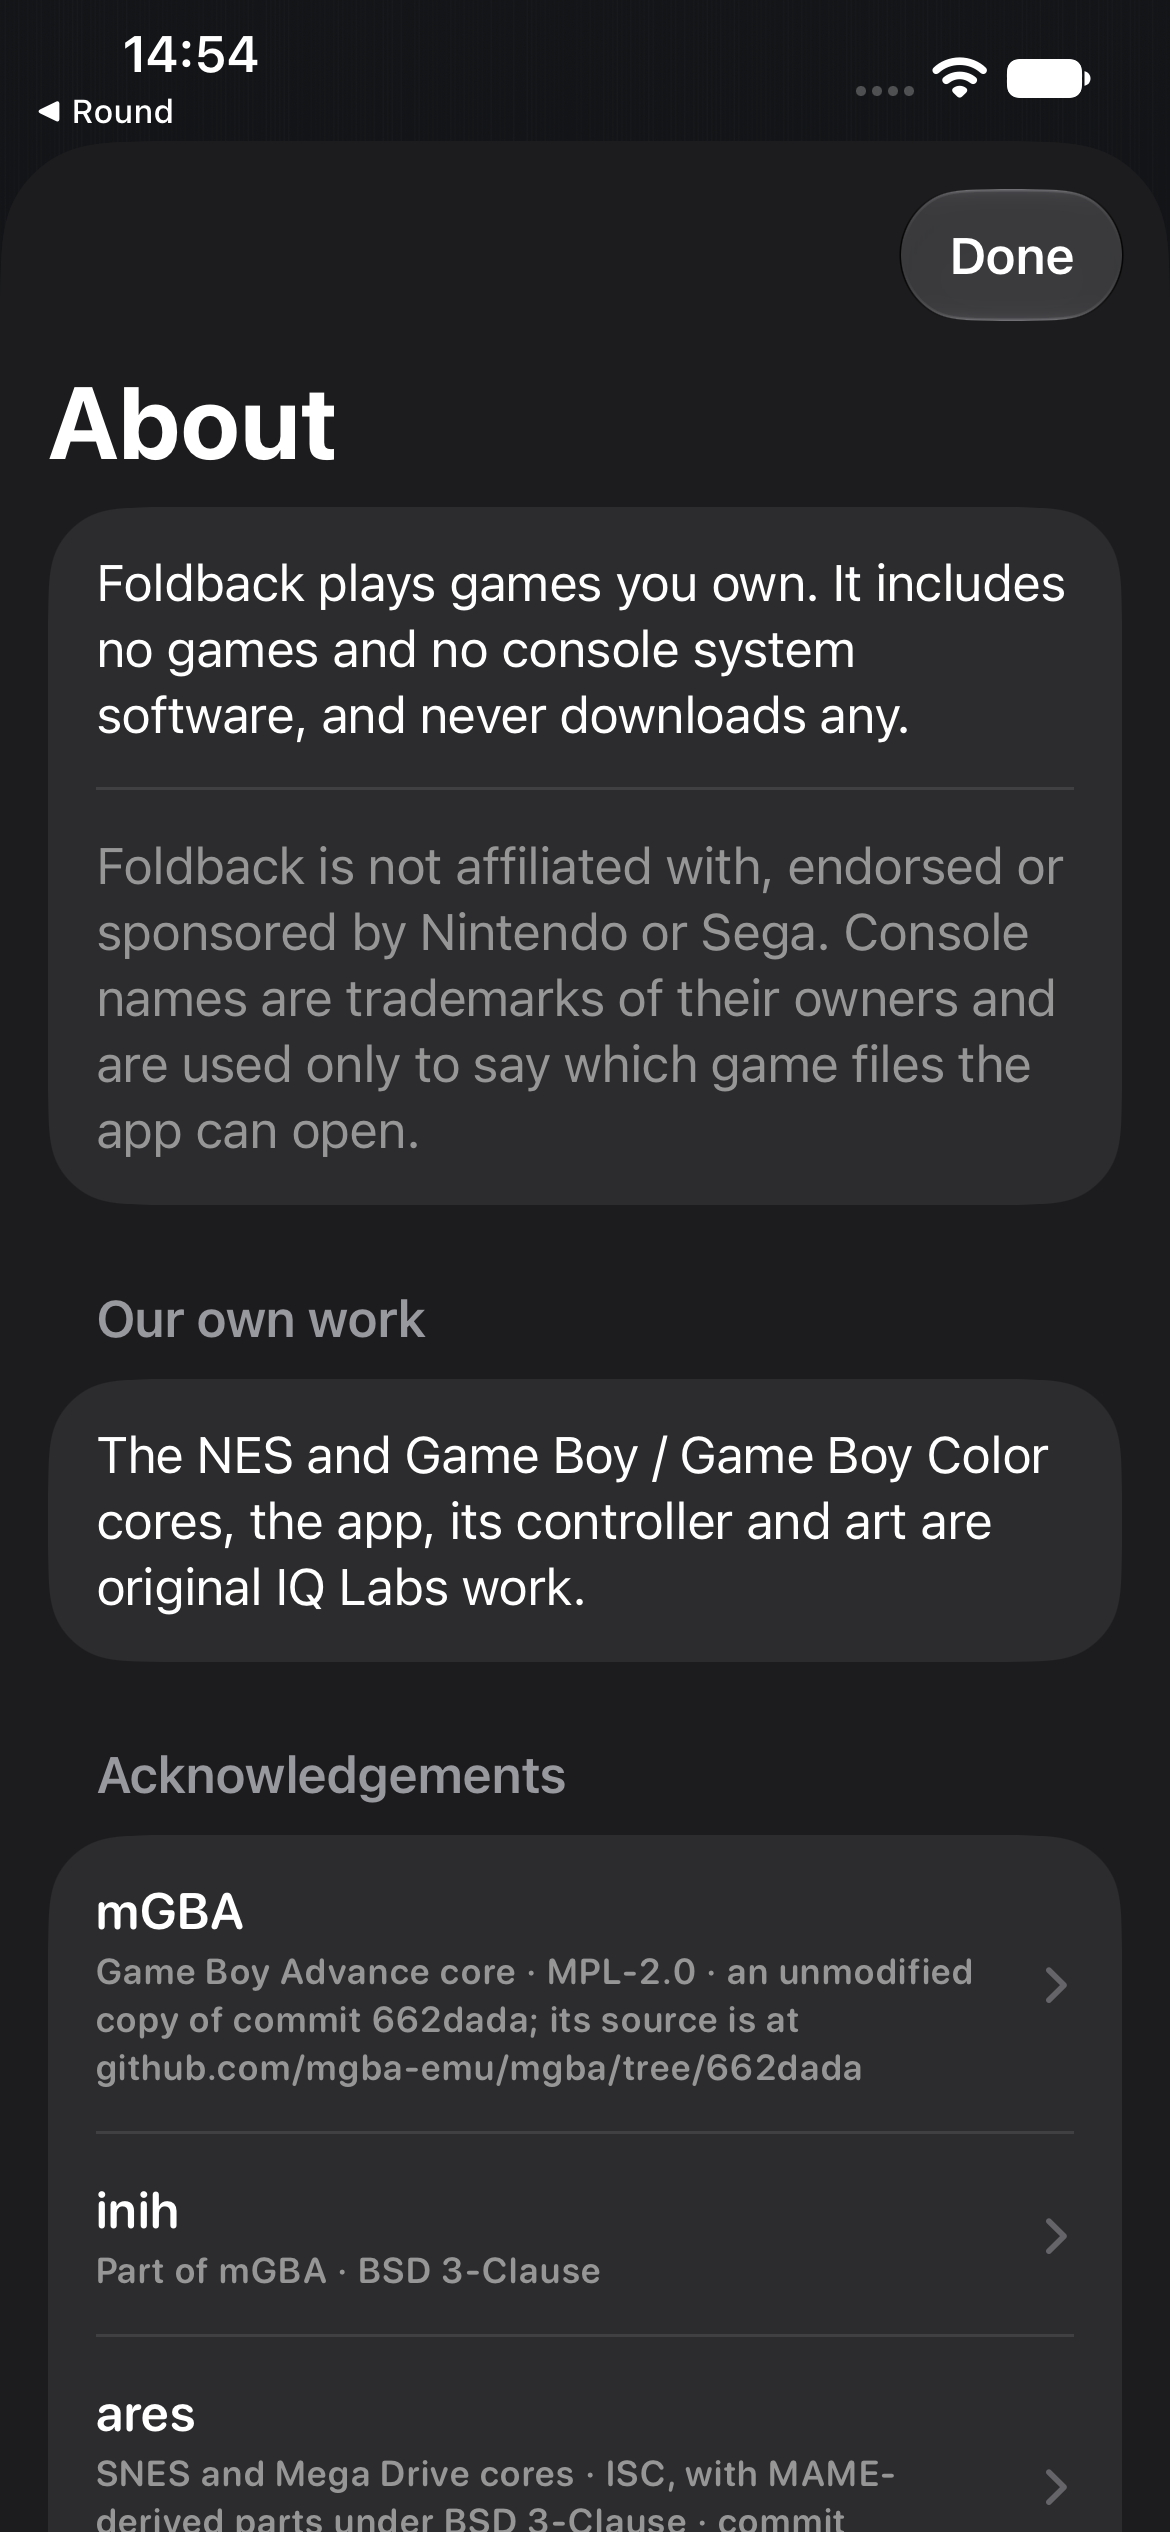 14:54
◀ Round
Done
About
Foldback plays games you own. It includes
no games and no console system
software, and never downloads any.
Foldback is not affiliated with, endorsed or
sponsored by Nintendo or Sega. Console
names are trademarks of their owners and
are used only to say which game files the
app can open.
Our own work
The NES and Game Boy / Game Boy Color
cores, the app, its controller and art are
original IQ Labs work.
Acknowledgements
mGBA
Game Boy Advance core · MPL-2.0 · an unmodified
copy of commit 662dada; its source is at
github.com/mgba-emu/mgba/tree/662dada
inih
Part of mGBA · BSD 3-Clause
ares
SNES and Mega Drive cores · ISC, with MAME-
derived parts under BSD 3-Clause · commit